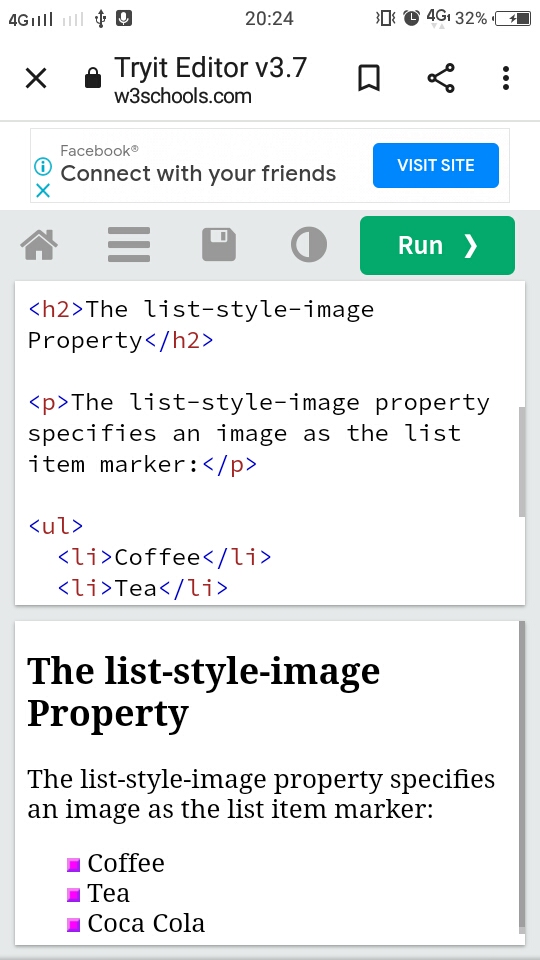 4G 20:24 4G 32%
Tryit Editor v3.7
w3schools.com
Facebook®
Connect with your friends
VISIT SITE
Run ❯
<h2>The list-style-image
Property</h2>
<p>The list-style-image property
specifies an image as the list
item marker:</p>
<ul>
<li>Coffee</li>
<li>Tea</li>
The list-style-image
Property
The list-style-image property specifies
an image as the list item marker:
Coffee
Tea
Coca Cola